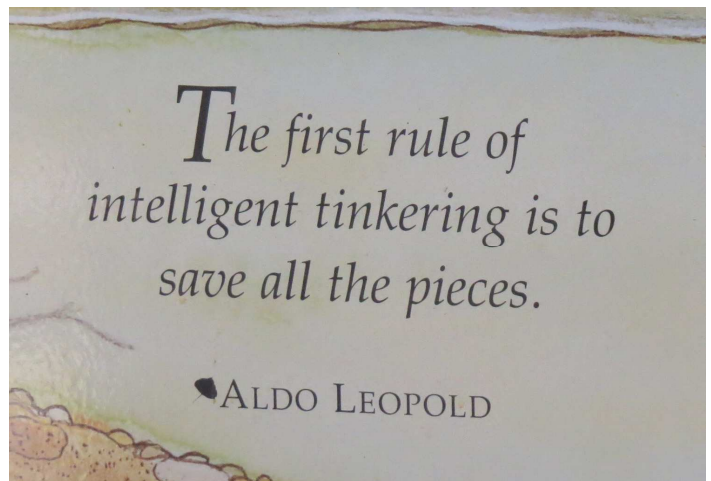 The first rule of
intelligent tinkering is to
save all the pieces.
ALDO LEOPOLD